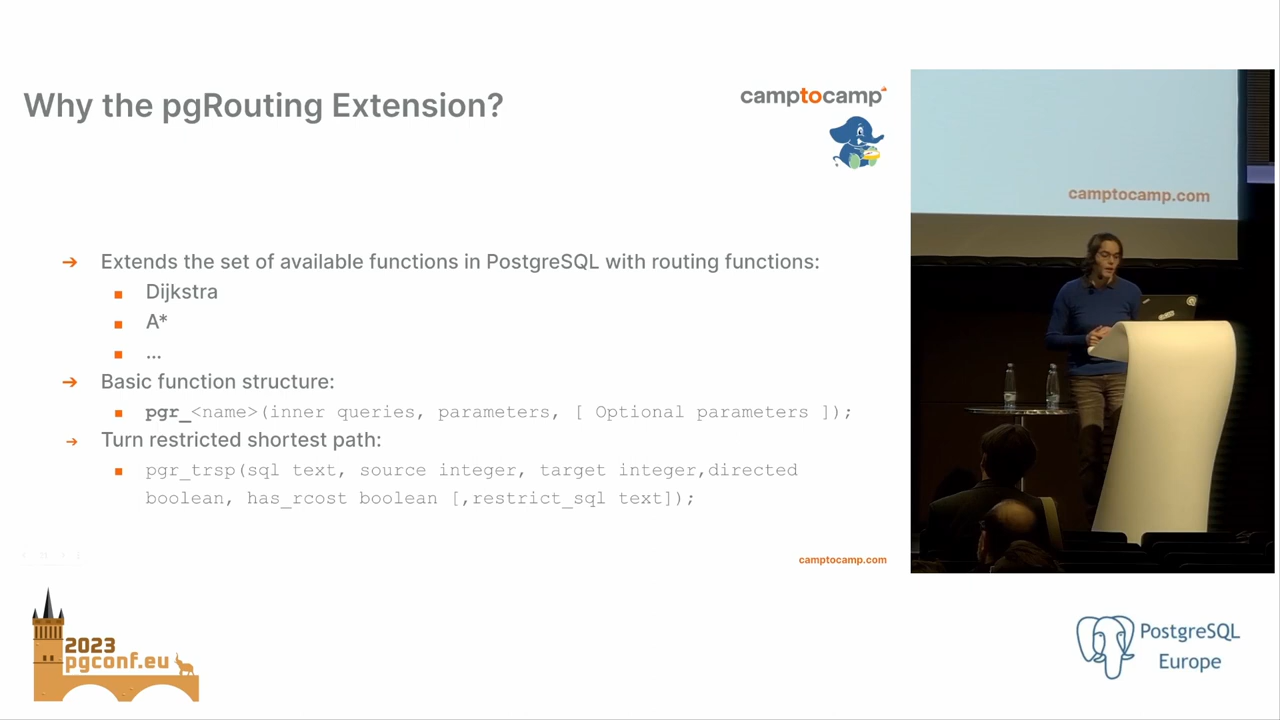 Why the pgRouting Extension?
camptocamp
camptocamp.com
→ Extends the set of available functions in PostgreSQL with routing functions:
■ Dijkstra
■ A*
■ ...
→ Basic function structure:
■ pgr_<name>(inner queries, parameters, [ Optional parameters ]);
→ Turn restricted shortest path:
■ pgr_trsp(sql text, source integer, target integer,directed
boolean, has_rcost boolean [,restrict_sql text]);
camptocamp.com
2023
pgconf.eu
PostgreSQL
Europe